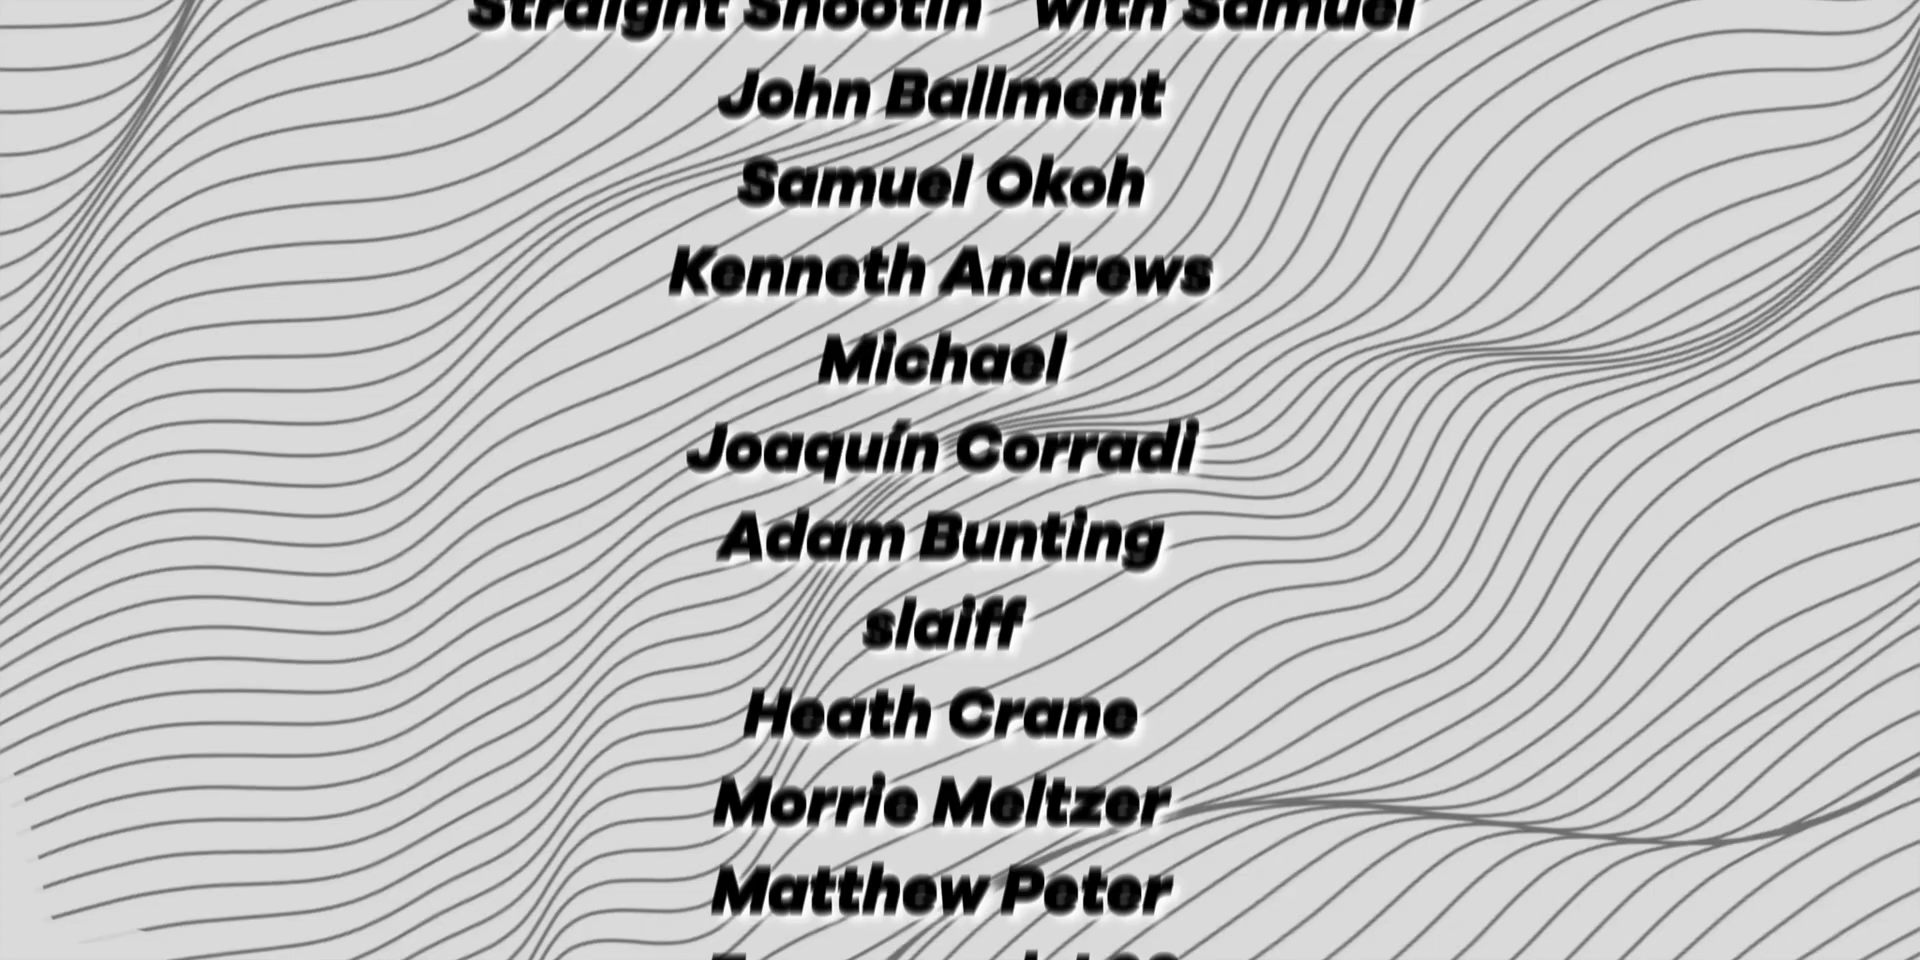 Straight Shootin' with Samuel
John Ballment
Samuel Okoh
Kenneth Andrews
Michael
Joaquín Corradi
Adam Bunting
slaiff
Heath Crane
Morrie Meltzer
Matthew Peter